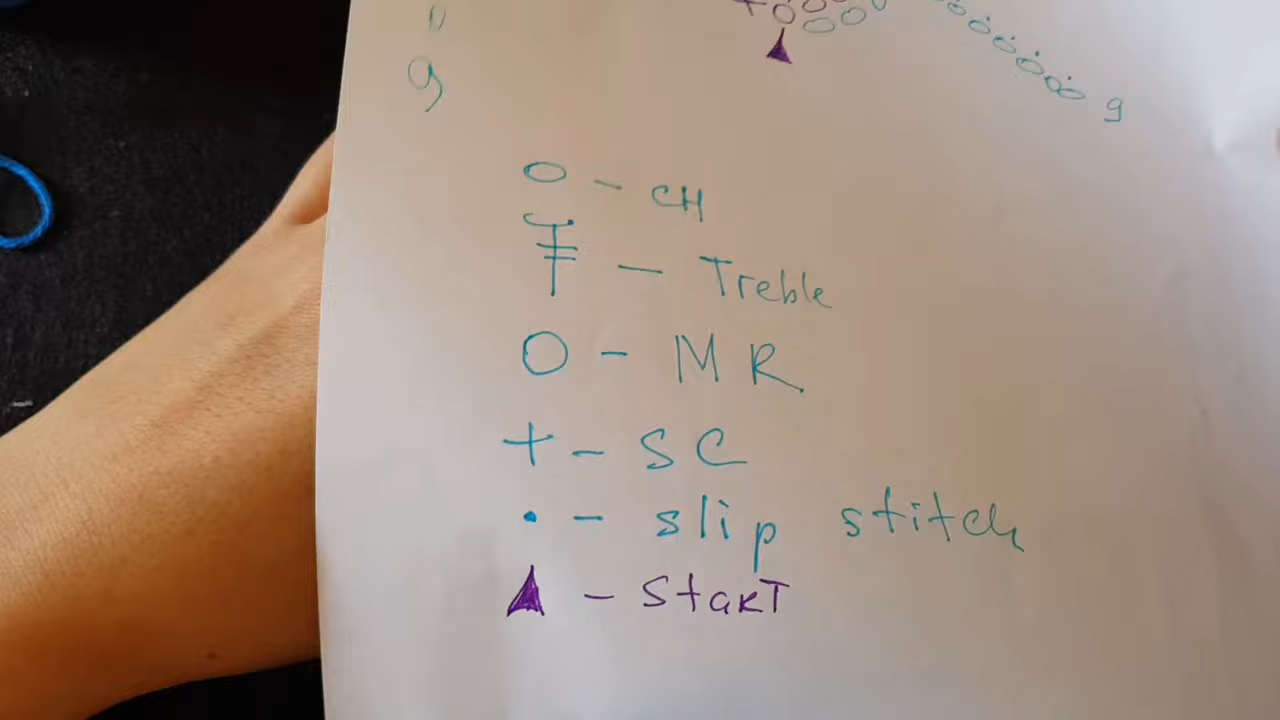 9
9
O - CH
- Treble
O - MR
+ - SC
• - slip stitch
- Start